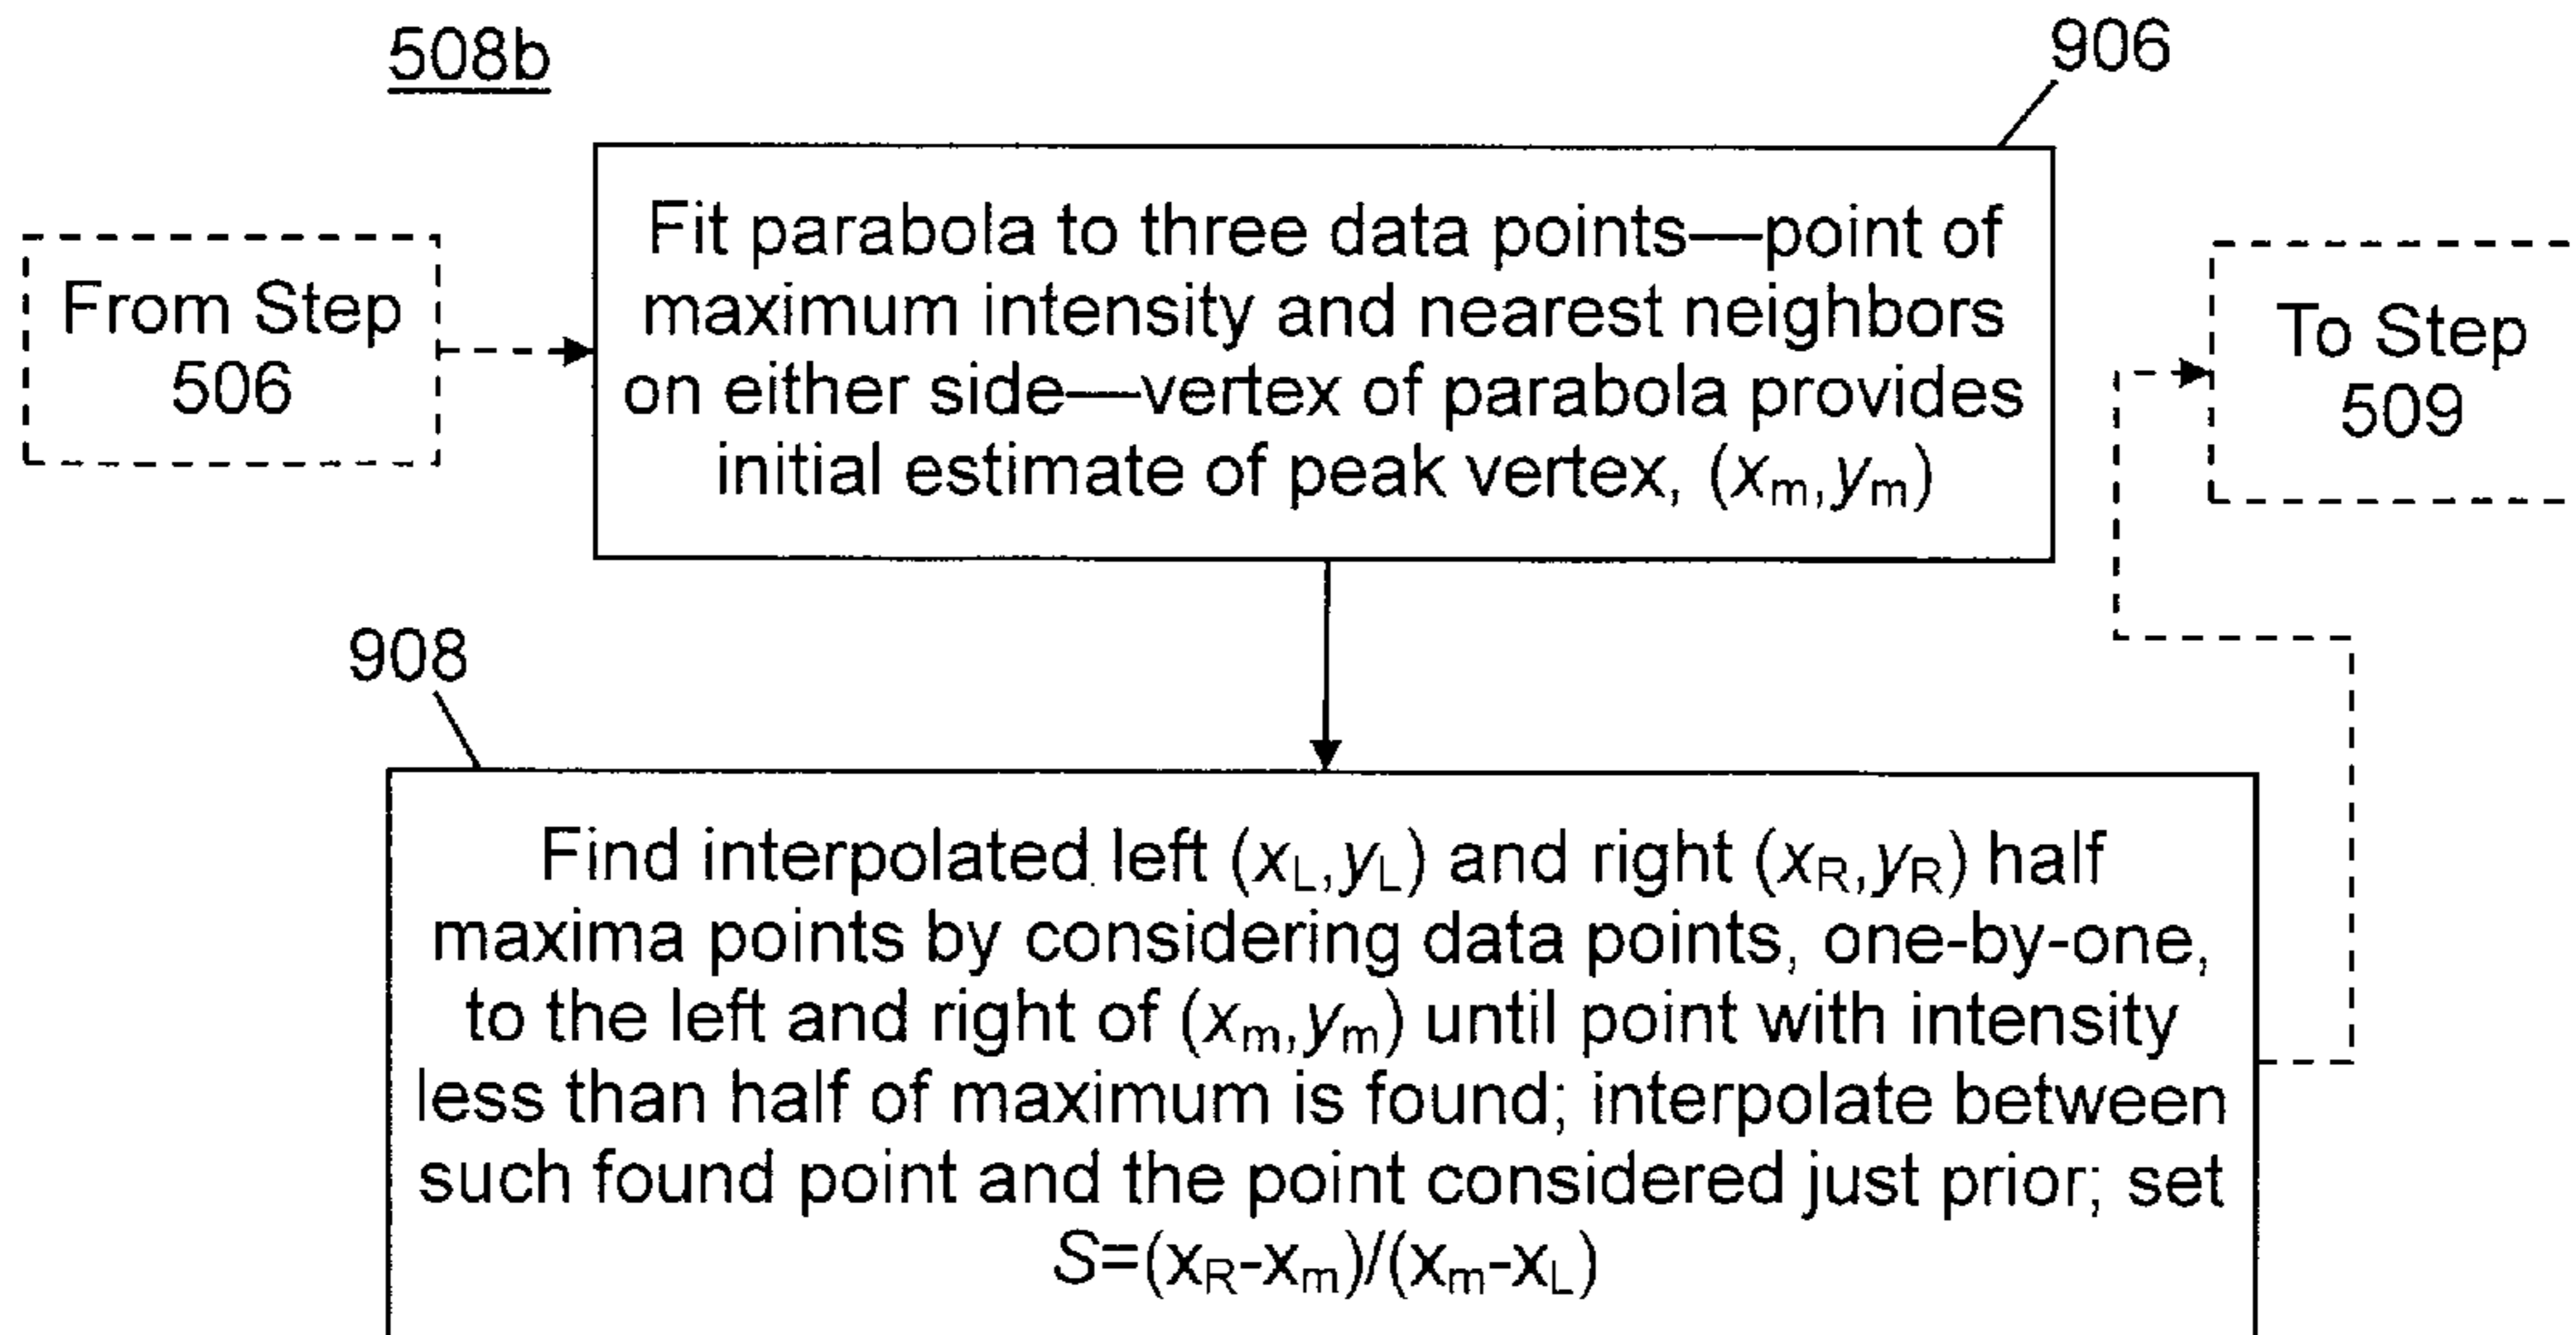 508b
906
From Step
506
Fit parabola to three data points—point of
maximum intensity and nearest neighbors
on either side—vertex of parabola provides
initial estimate of peak vertex, (xm,ym)
To Step
509
908
Find interpolated left (xL,yL) and right (xR,yR) half
maxima points by considering data points, one-by-one,
to the left and right of (xm,ym) until point with intensity
less than half of maximum is found; interpolate between
such found point and the point considered just prior; set
S=(xR-xm)/(xm-xL)